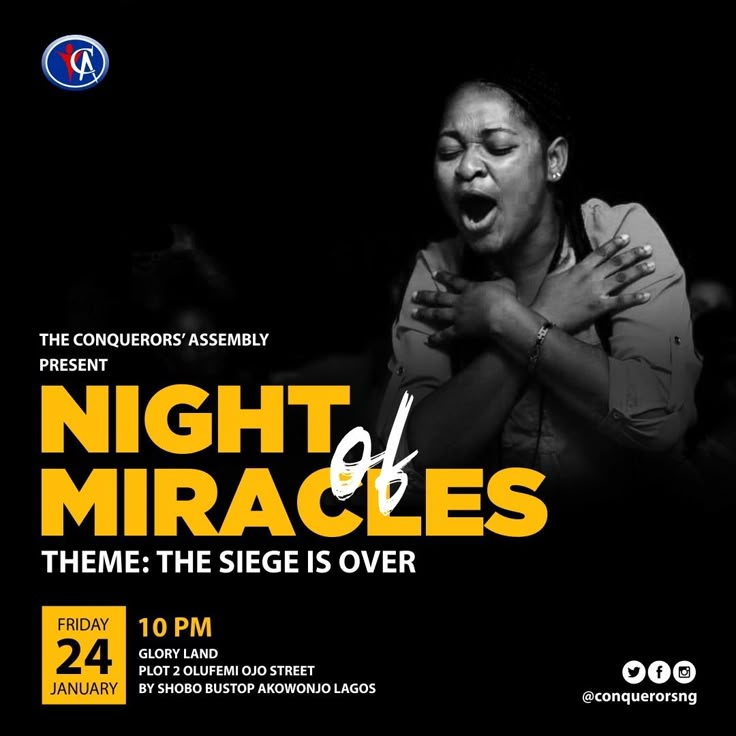 CA
THE CONQUERORS' ASSEMBLY
PRESENT
NIGHT
of
MIRACLES
THEME: THE SIEGE IS OVER
FRIDAY
24
JANUARY
10 PM
GLORY LAND
PLOT 2 OLUFEMI OJO STREET
BY SHOBO BUSTOP AKOWONJO LAGOS
@conquerorsng